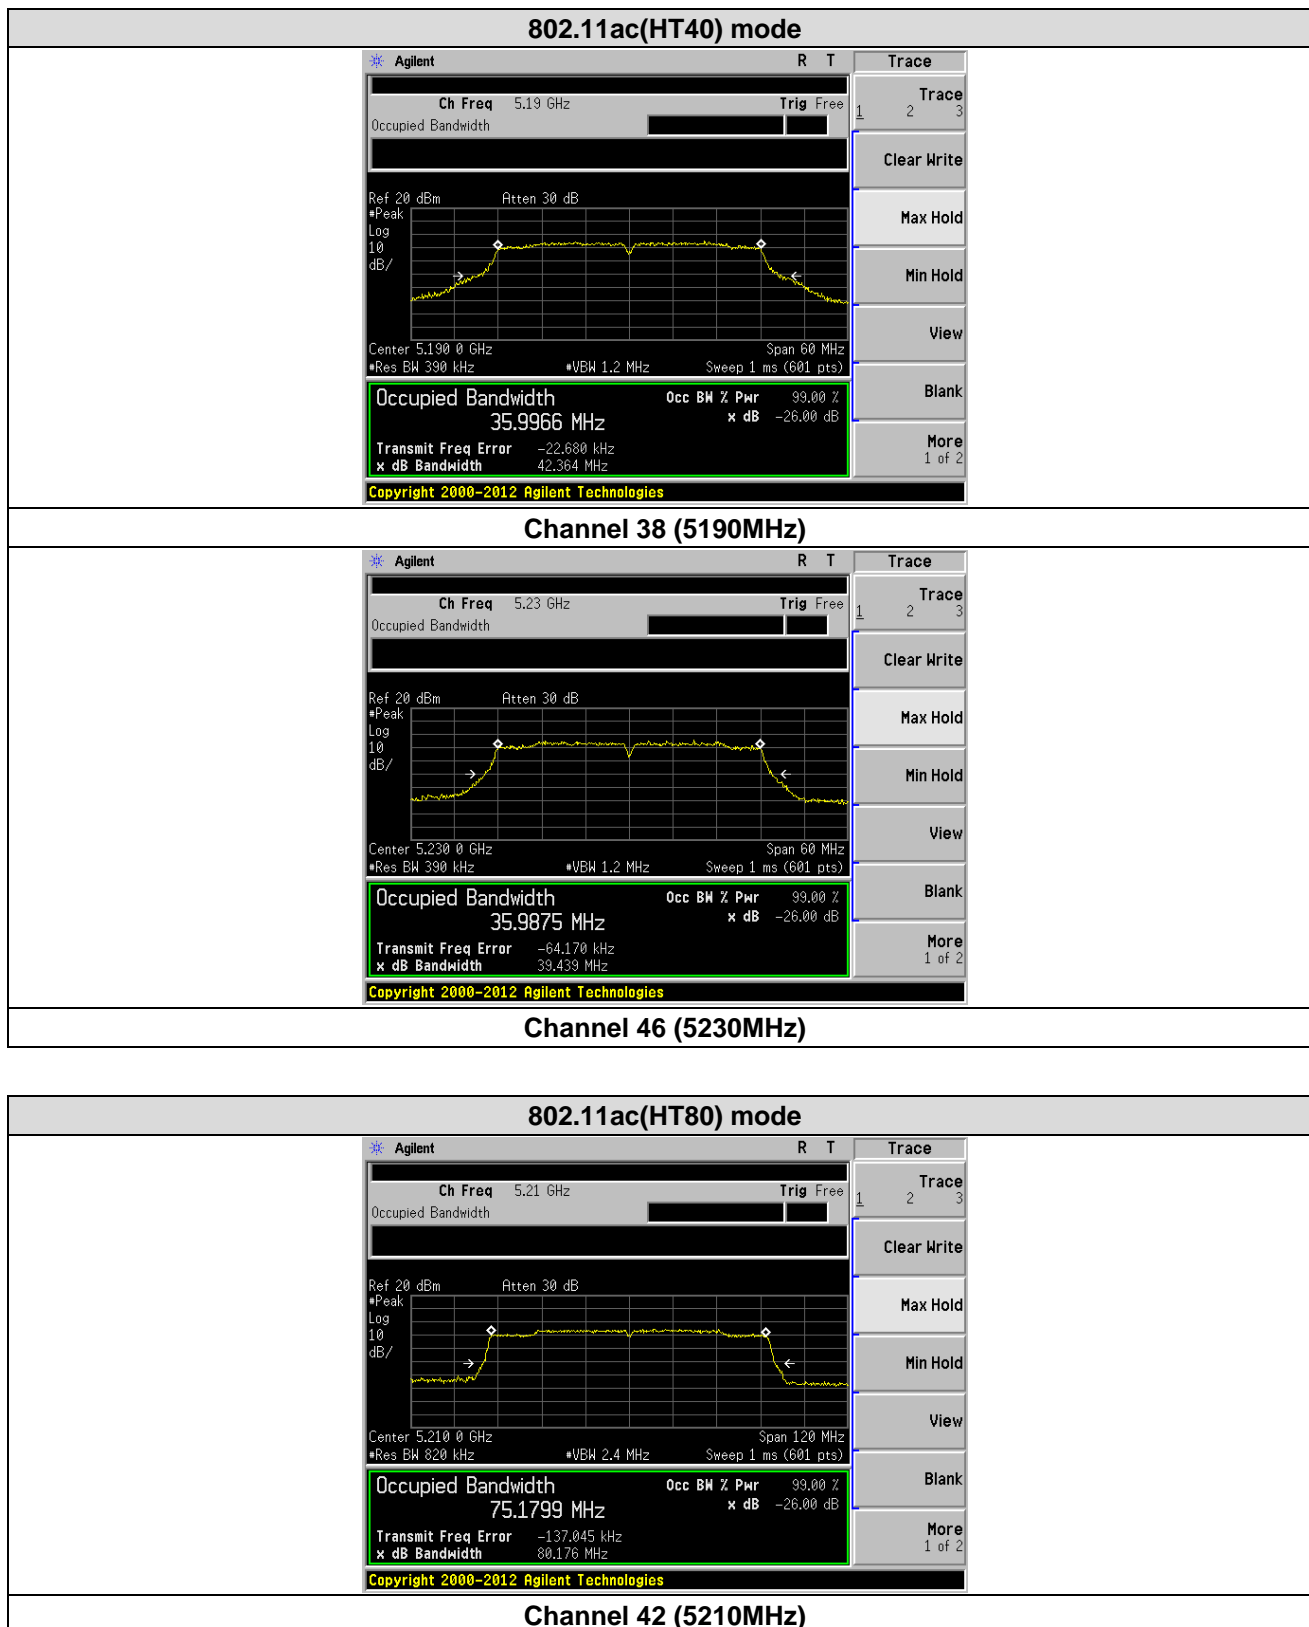 802.11ac(HT40) mode
Agilent R T Trace
Ch Freq 5.19 GHz Trig Free
Occupied Bandwidth
Trace
1 2 3
Clear Write
Ref 20 dBm Atten 30 dB
#Peak
Log
10
dB/
Max Hold
Min Hold
View
Center 5.190 0 GHz Span 60 MHz
#Res BW 390 kHz #VBW 1.2 MHz Sweep 1 ms (601 pts)
Occupied Bandwidth Occ BW % Pwr 99.00 %
35.9966 MHz x dB -26.00 dB
Transmit Freq Error -22.680 kHz
x dB Bandwidth 42.364 MHz
Blank
More
1 of 2
Copyright 2000-2012 Agilent Technologies
Channel 38 (5190MHz)
Agilent R T Trace
Ch Freq 5.23 GHz Trig Free
Occupied Bandwidth
Trace
1 2 3
Clear Write
Ref 20 dBm Atten 30 dB
#Peak
Log
10
dB/
Max Hold
Min Hold
View
Center 5.230 0 GHz Span 60 MHz
#Res BW 390 kHz #VBW 1.2 MHz Sweep 1 ms (601 pts)
Occupied Bandwidth Occ BW % Pwr 99.00 %
35.9875 MHz x dB -26.00 dB
Transmit Freq Error -64.170 kHz
x dB Bandwidth 39.439 MHz
Blank
More
1 of 2
Copyright 2000-2012 Agilent Technologies
Channel 46 (5230MHz)
802.11ac(HT80) mode
Agilent R T Trace
Ch Freq 5.21 GHz Trig Free
Occupied Bandwidth
Trace
1 2 3
Clear Write
Ref 20 dBm Atten 30 dB
#Peak
Log
10
dB/
Max Hold
Min Hold
View
Center 5.210 0 GHz Span 120 MHz
#Res BW 820 kHz #VBW 2.4 MHz Sweep 1 ms (601 pts)
Occupied Bandwidth Occ BW % Pwr 99.00 %
75.1799 MHz x dB -26.00 dB
Transmit Freq Error -137.045 kHz
x dB Bandwidth 80.176 MHz
Blank
More
1 of 2
Copyright 2000-2012 Agilent Technologies
Channel 42 (5210MHz)